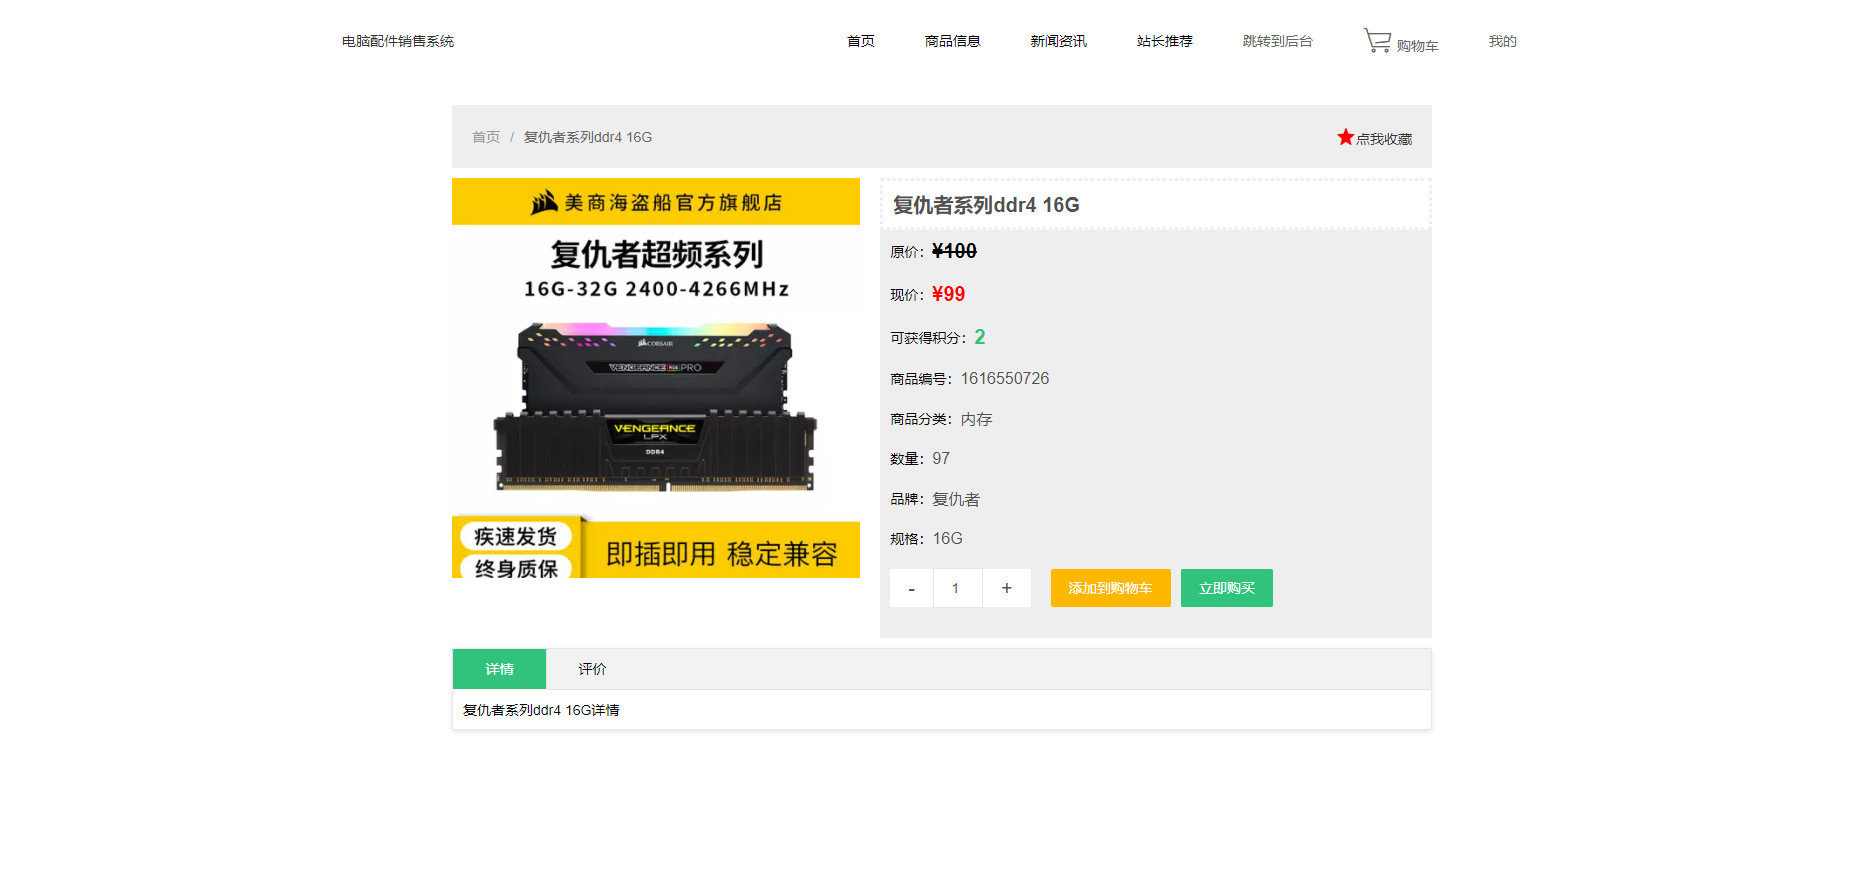 电脑配件销售系统
首页 商品信息 新闻资讯 站长推荐 跳转到后台 购物车 我的
首页 / 复仇者系列ddr4 16G
点我收藏
美商海盗船官方旗舰店
复仇者超频系列
16G-32G 2400-4266MHz
CORSAIR
VENGEANCE RGB PRO
VENGEANCE
LPX
DDR4
疾速发货
终身质保
即插即用 稳定兼容
复仇者系列ddr4 16G
原价：¥100
现价：¥99
可获得积分：2
商品编号：1616550726
商品分类：内存
数量：97
品牌：复仇者
规格：16G
- 1 + 添加到购物车 立即购买
详情 评价
复仇者系列ddr4 16G详情